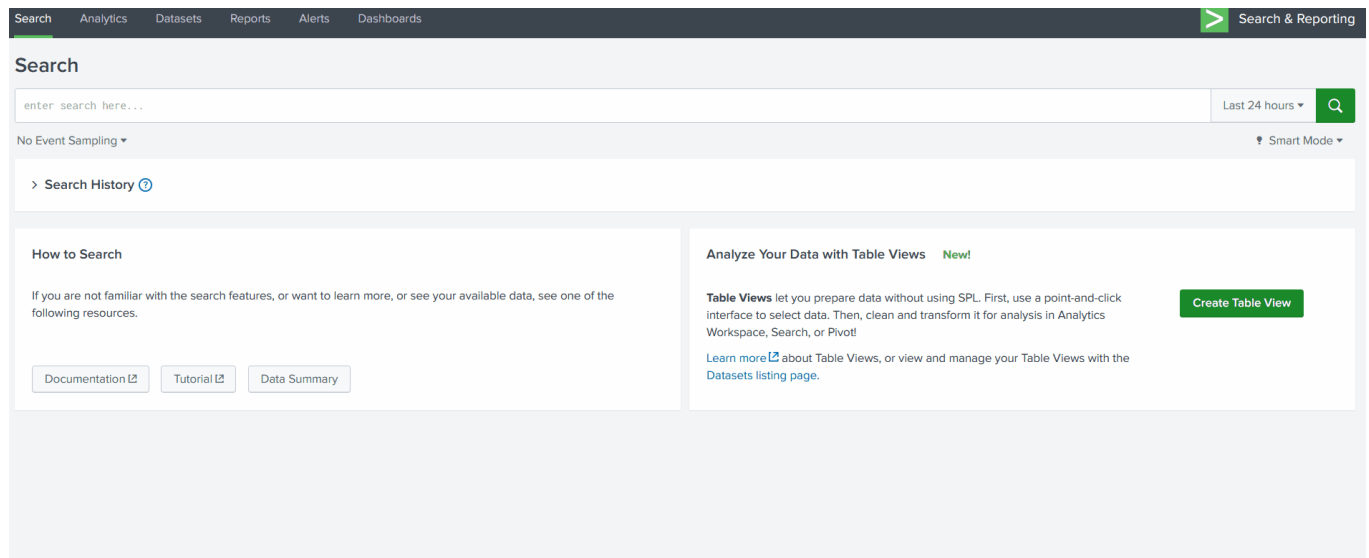 Search Analytics Datasets Reports Alerts Dashboards Search & Reporting
Search
enter search here... Last 24 hours
No Event Sampling Smart Mode
Search History ?
How to Search
If you are not familiar with the search features, or want to learn more, or see your available data, see one of the
following resources.
Documentation Tutorial Data Summary
Analyze Your Data with Table Views New!
Table Views let you prepare data without using SPL. First, use a point-and-click
interface to select data. Then, clean and transform it for analysis in Analytics
Workspace, Search, or Pivot!
Create Table View
Learn more about Table Views, or view and manage your Table Views with the
Datasets listing page.